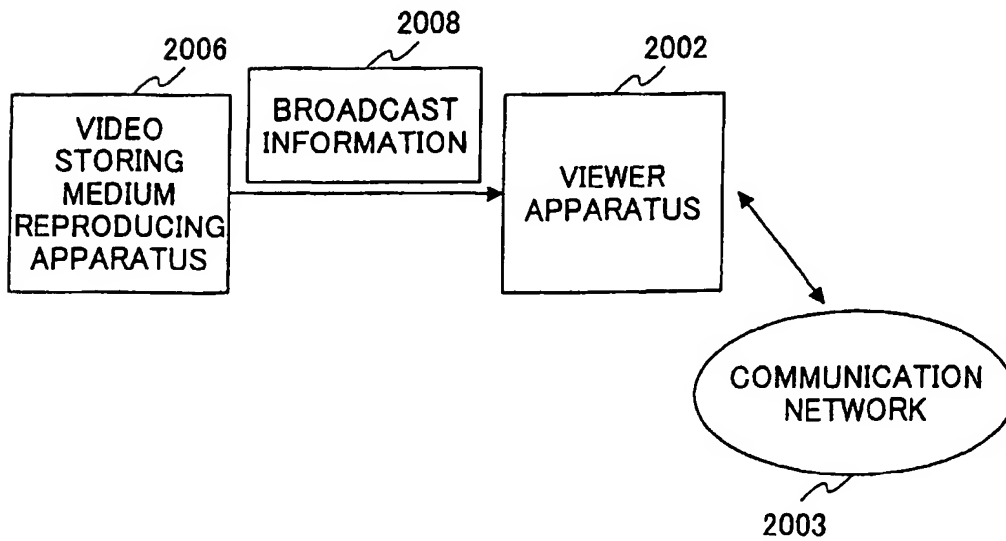 2006
VIDEO
STORING
MEDIUM
REPRODUCING
APPARATUS
2008
BROADCAST
INFORMATION
2002
VIEWER
APPARATUS
COMMUNICATION
NETWORK
2003